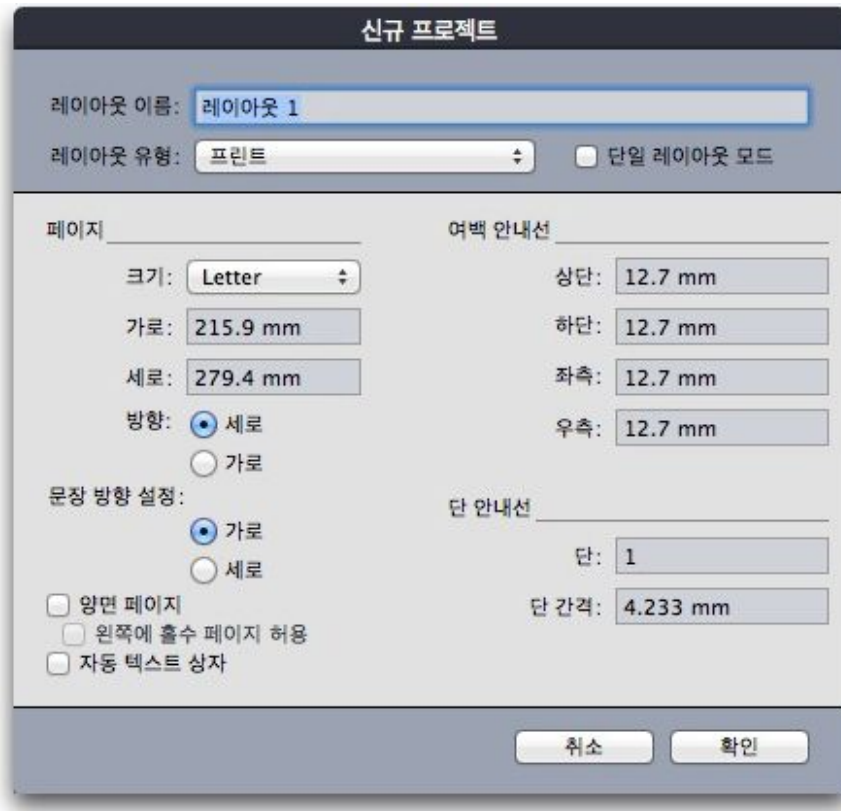 신규 프로젝트
레이아웃 이름: 레이아웃 1
레이아웃 유형: 프린트
단일 레이아웃 모드
페이지
크기: Letter
가로: 215.9 mm
세로: 279.4 mm
방향: 세로
가로
문장 방향 설정:
가로
세로
양면 페이지
왼쪽에 홀수 페이지 허용
자동 텍스트 상자
여백 안내선
상단: 12.7 mm
하단: 12.7 mm
좌측: 12.7 mm
우측: 12.7 mm
단 안내선
단: 1
단 간격: 4.233 mm
취소
확인